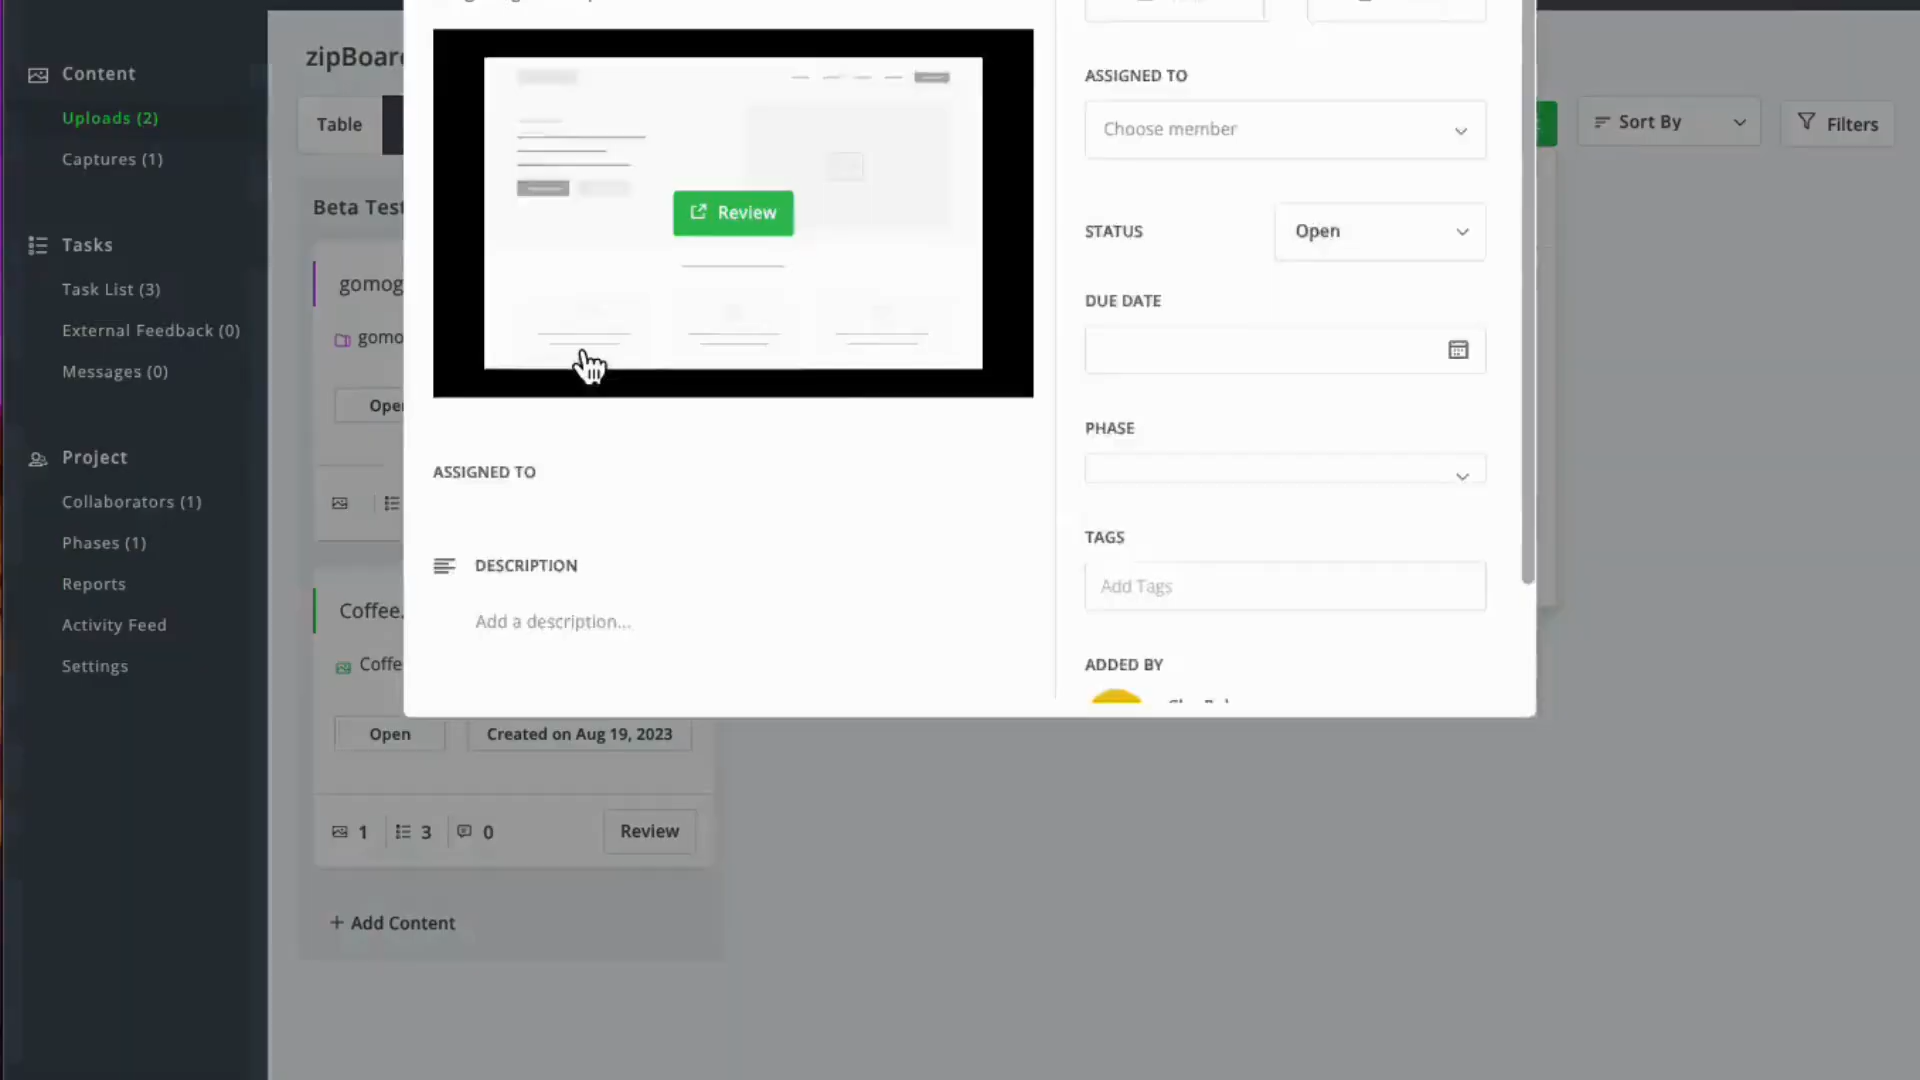 Content
Uploads (2)
Captures (1)
Tasks
Task List (3)
External Feedback (0)
Messages (0)
Project
Collaborators (1)
Phases (1)
Reports
Activity Feed
Settings
zipBoar
Table
Sort By
Filters
Beta Test
gomog
gomo
Ope
Coffee.
Coffe
Open
Created on Aug 19, 2023
1
3
0
Review
+ Add Content
Review
ASSIGNED TO
DESCRIPTION
Add a description...
ASSIGNED TO
Choose member
STATUS
Open
DUE DATE
PHASE
TAGS
Add Tags
ADDED BY